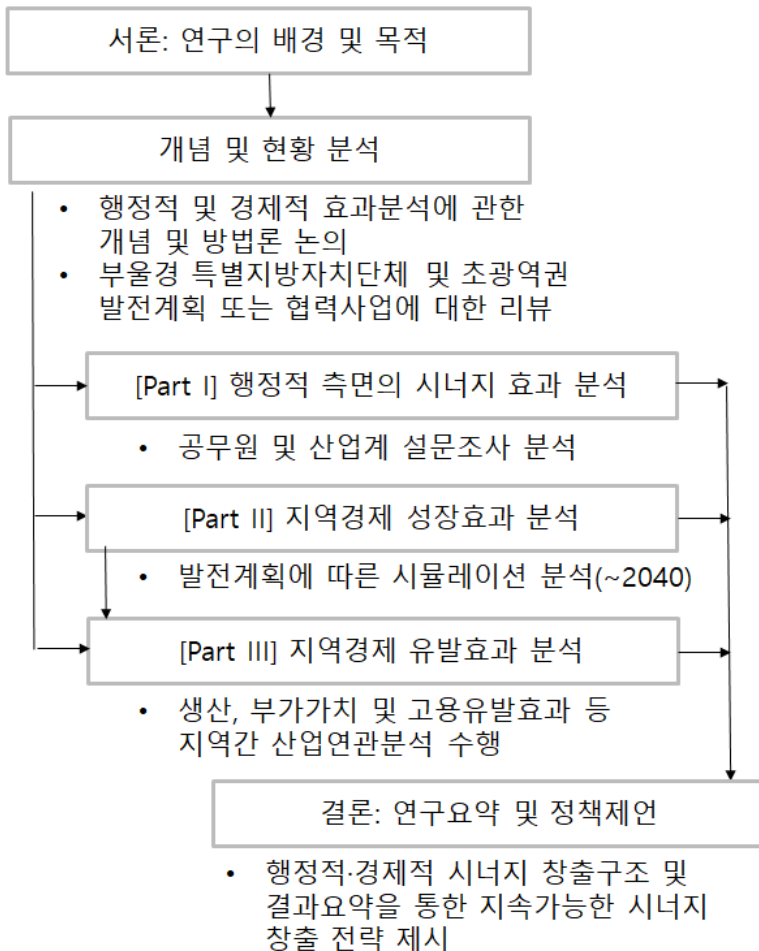 서론: 연구의 배경 및 목적
개념 및 현황 분석
• 행정적 및 경제적 효과분석에 관한
개념 및 방법론 논의
• 부울경 특별지방자치단체 및 초광역권
발전계획 또는 협력사업에 대한 리뷰
[Part I] 행정적 측면의 시너지 효과 분석
• 공무원 및 산업계 설문조사 분석
[Part II] 지역경제 성장효과 분석
• 발전계획에 따른 시뮬레이션 분석(~2040)
[Part III] 지역경제 유발효과 분석
• 생산, 부가가치 및 고용유발효과 등
지역간 산업연관분석 수행
결론: 연구요약 및 정책제언
• 행정적·경제적 시너지 창출구조 및
결과요약을 통한 지속가능한 시너지
창출 전략 제시